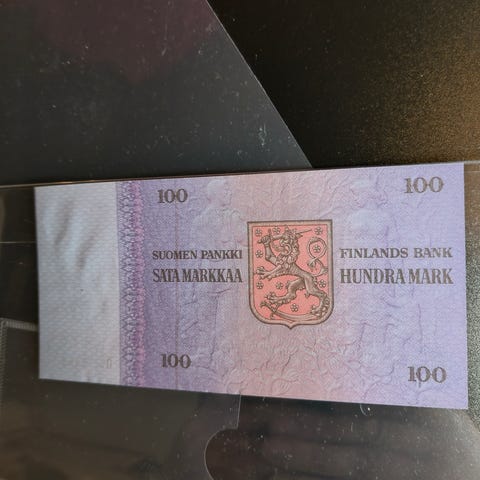 100 100
SUOMEN PANKKI FINLANDS BANK
SATA MARKKAA HUNDRA MARK
100 100